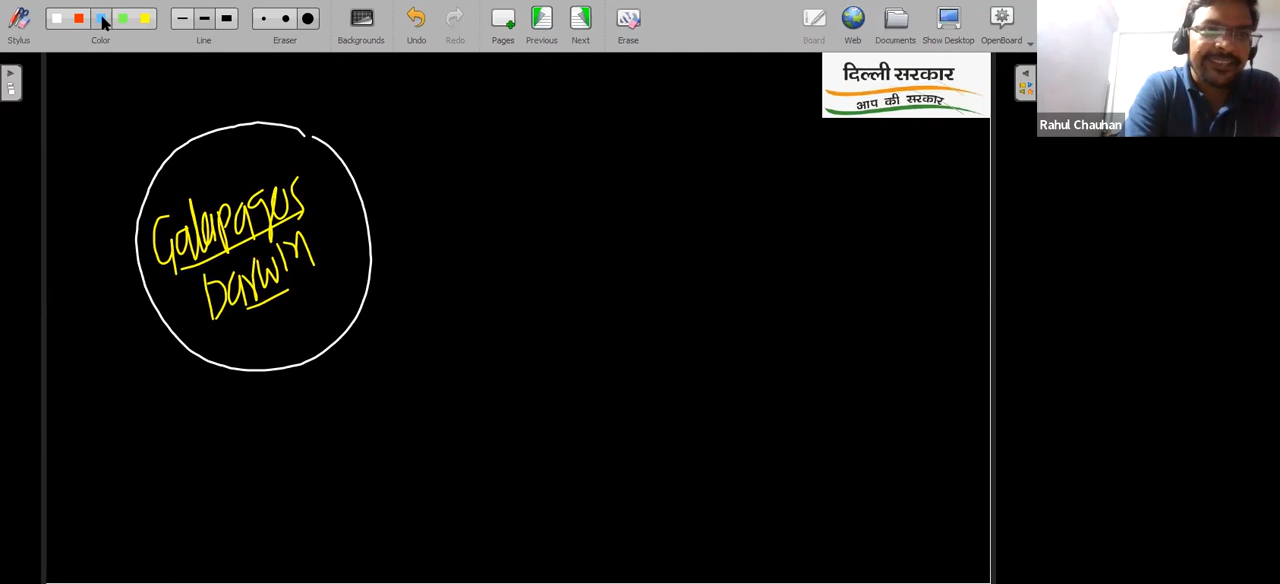 Stylus
Color
Line
Eraser
Backgrounds
Undo
Redo
Pages
Previous
Next
Erase
Board
Web
Documents
Show Desktop
OpenBoard
दिल्ली सरकार
आप की सरकार
Rahul Chauhan
Galapagos
Darwin